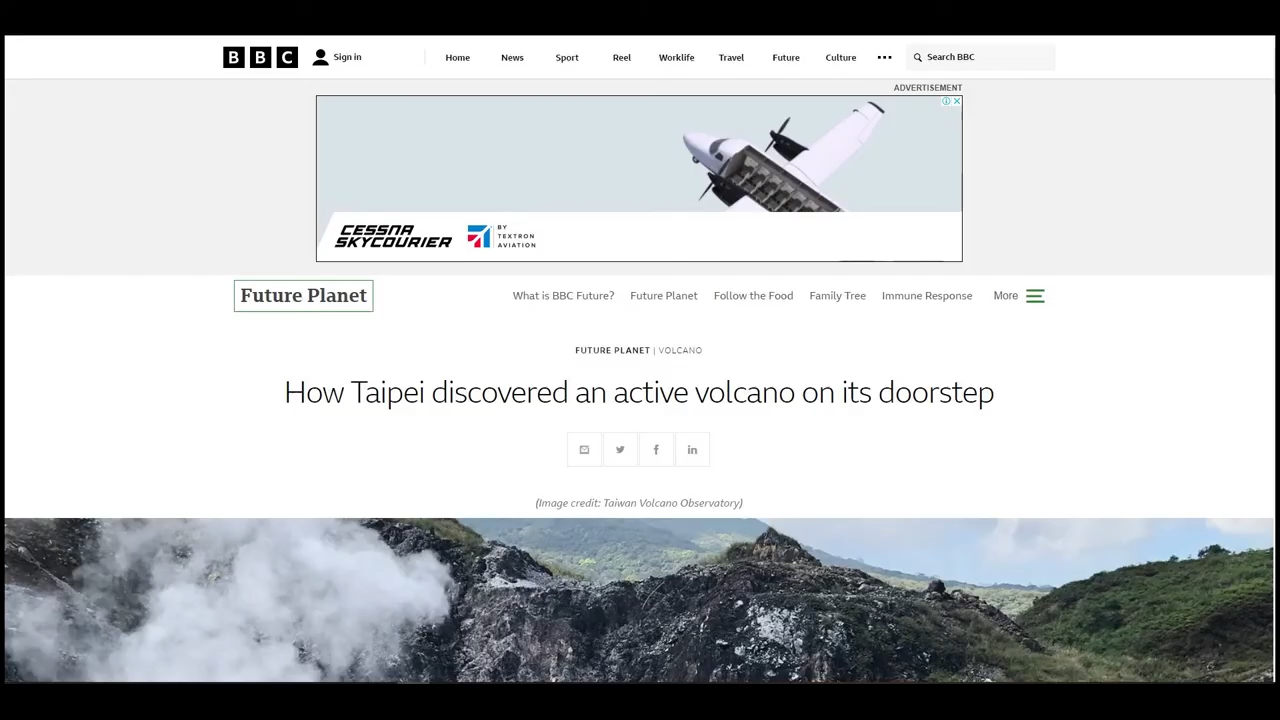 BBC Sign in Home News Sport Reel Worklife Travel Future Culture Search BBC
ADVERTISEMENT
CESSNA
SKYCOURIER
BY
TEXTRON
AVIATION
Future Planet What is BBC Future? Future Planet Follow the Food Family Tree Immune Response More
FUTURE PLANET | VOLCANO
How Taipei discovered an active volcano on its doorstep
(Image credit: Taiwan Volcano Observatory)